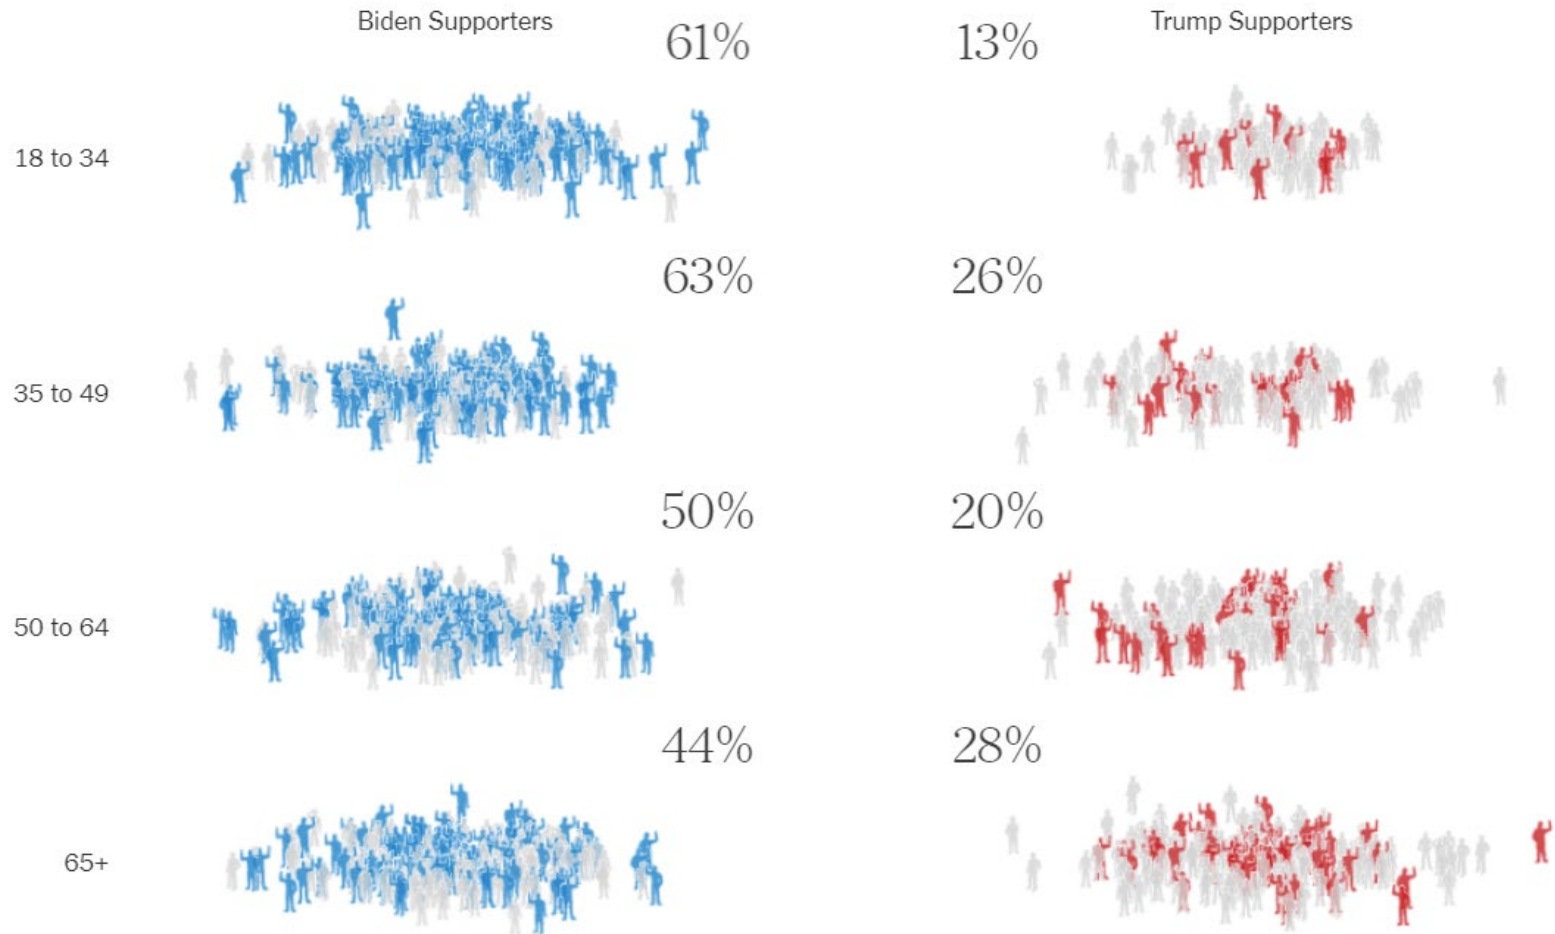 Biden Supporters
Trump Supporters
61%
13%
18 to 34
63%
26%
35 to 49
50%
20%
50 to 64
44%
28%
65+